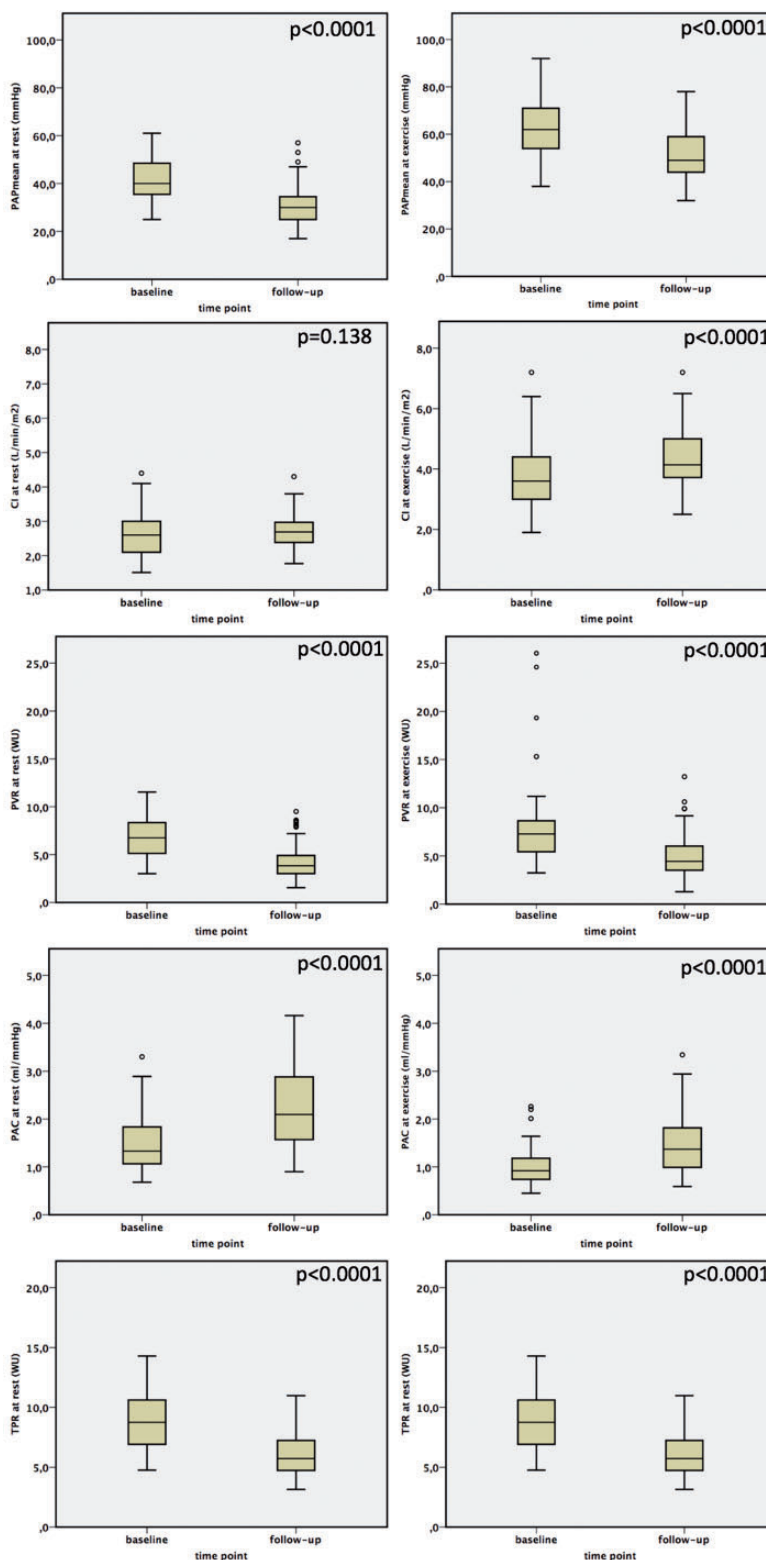 p<0.0001
PAPmean at rest (mmHg)
100,0
80,0
60,0
40,0
20,0
,0
baseline follow-up
time point
p<0.0001
PAPmean at exercise (mmHg)
100,0
80,0
60,0
40,0
20,0
,0
baseline follow-up
time point
p=0.138
CI at rest (L/min/m2)
8,0
7,0
6,0
5,0
4,0
3,0
2,0
1,0
baseline follow-up
time point
p<0.0001
CI at exercise (L/min/m2)
8,0
6,0
4,0
2,0
,0
baseline follow-up
time point
p<0.0001
PVR at rest (WU)
25,0
20,0
15,0
10,0
5,0
,0
baseline follow-up
time point
p<0.0001
PVR at exercise (WU)
25,0
20,0
15,0
10,0
5,0
,0
baseline follow-up
time point
p<0.0001
PAC at rest (ml/mmHg)
5,0
4,0
3,0
2,0
1,0
,0
baseline follow-up
time point
p<0.0001
PAC at exercise (ml/mmHg)
5,0
4,0
3,0
2,0
1,0
,0
baseline follow-up
time point
p<0.0001
TPR at rest (WU)
20,0
15,0
10,0
5,0
,0
baseline follow-up
time point
p<0.0001
TPR at rest (WU)
20,0
15,0
10,0
5,0
,0
baseline follow-up
time point